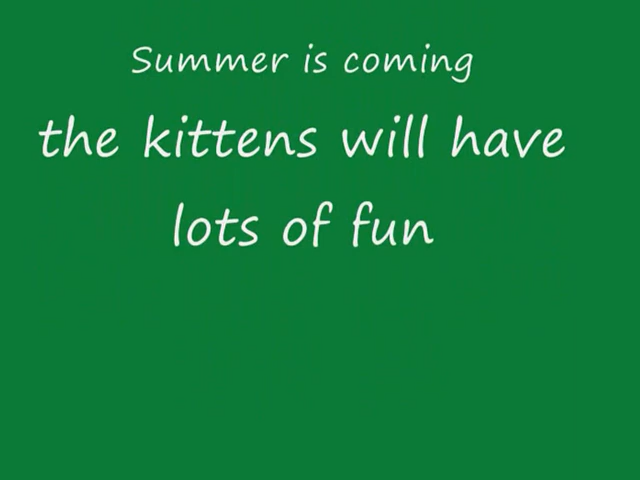 Summer is coming
the kittens will have
lots of fun